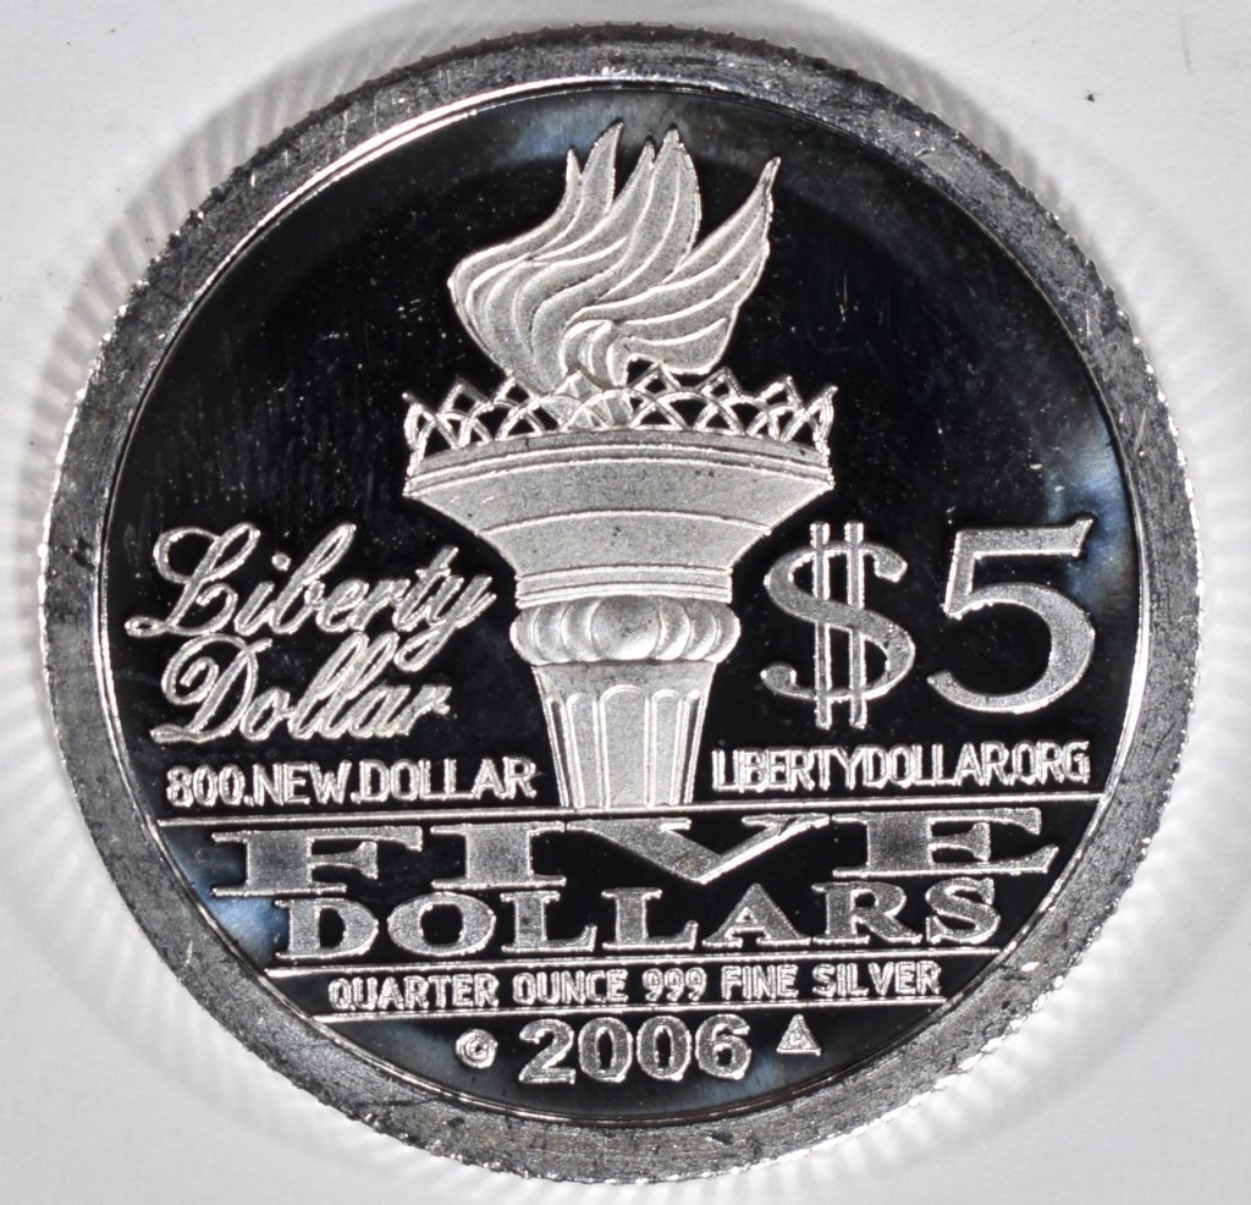 Liberty
Dollar
$5
800.NEW.DOLLAR
LIBERTYDOLLAR.ORG
FIVE
DOLLARS
QUARTER OUNCE 999 FINE SILVER
© 2006